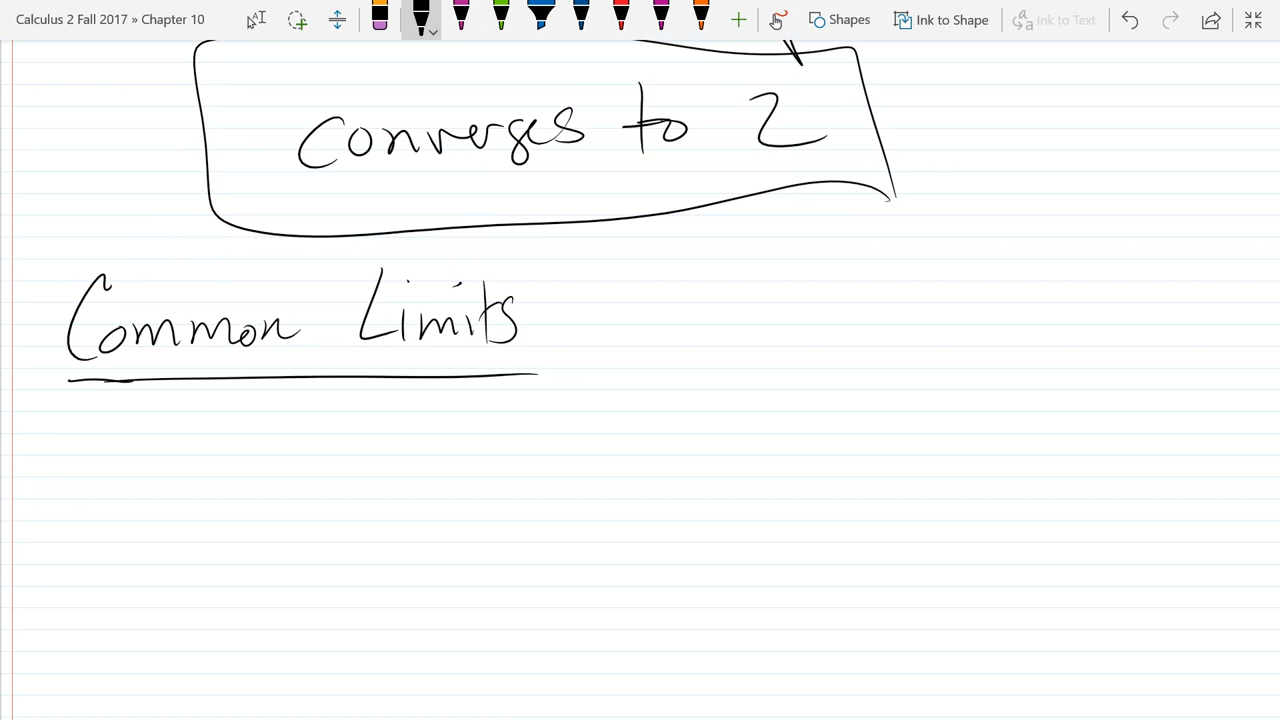 Calculus 2 Fall 2017 » Chapter 10 Shapes Ink to Shape Ink to Text
Converges to 2
Common Limits